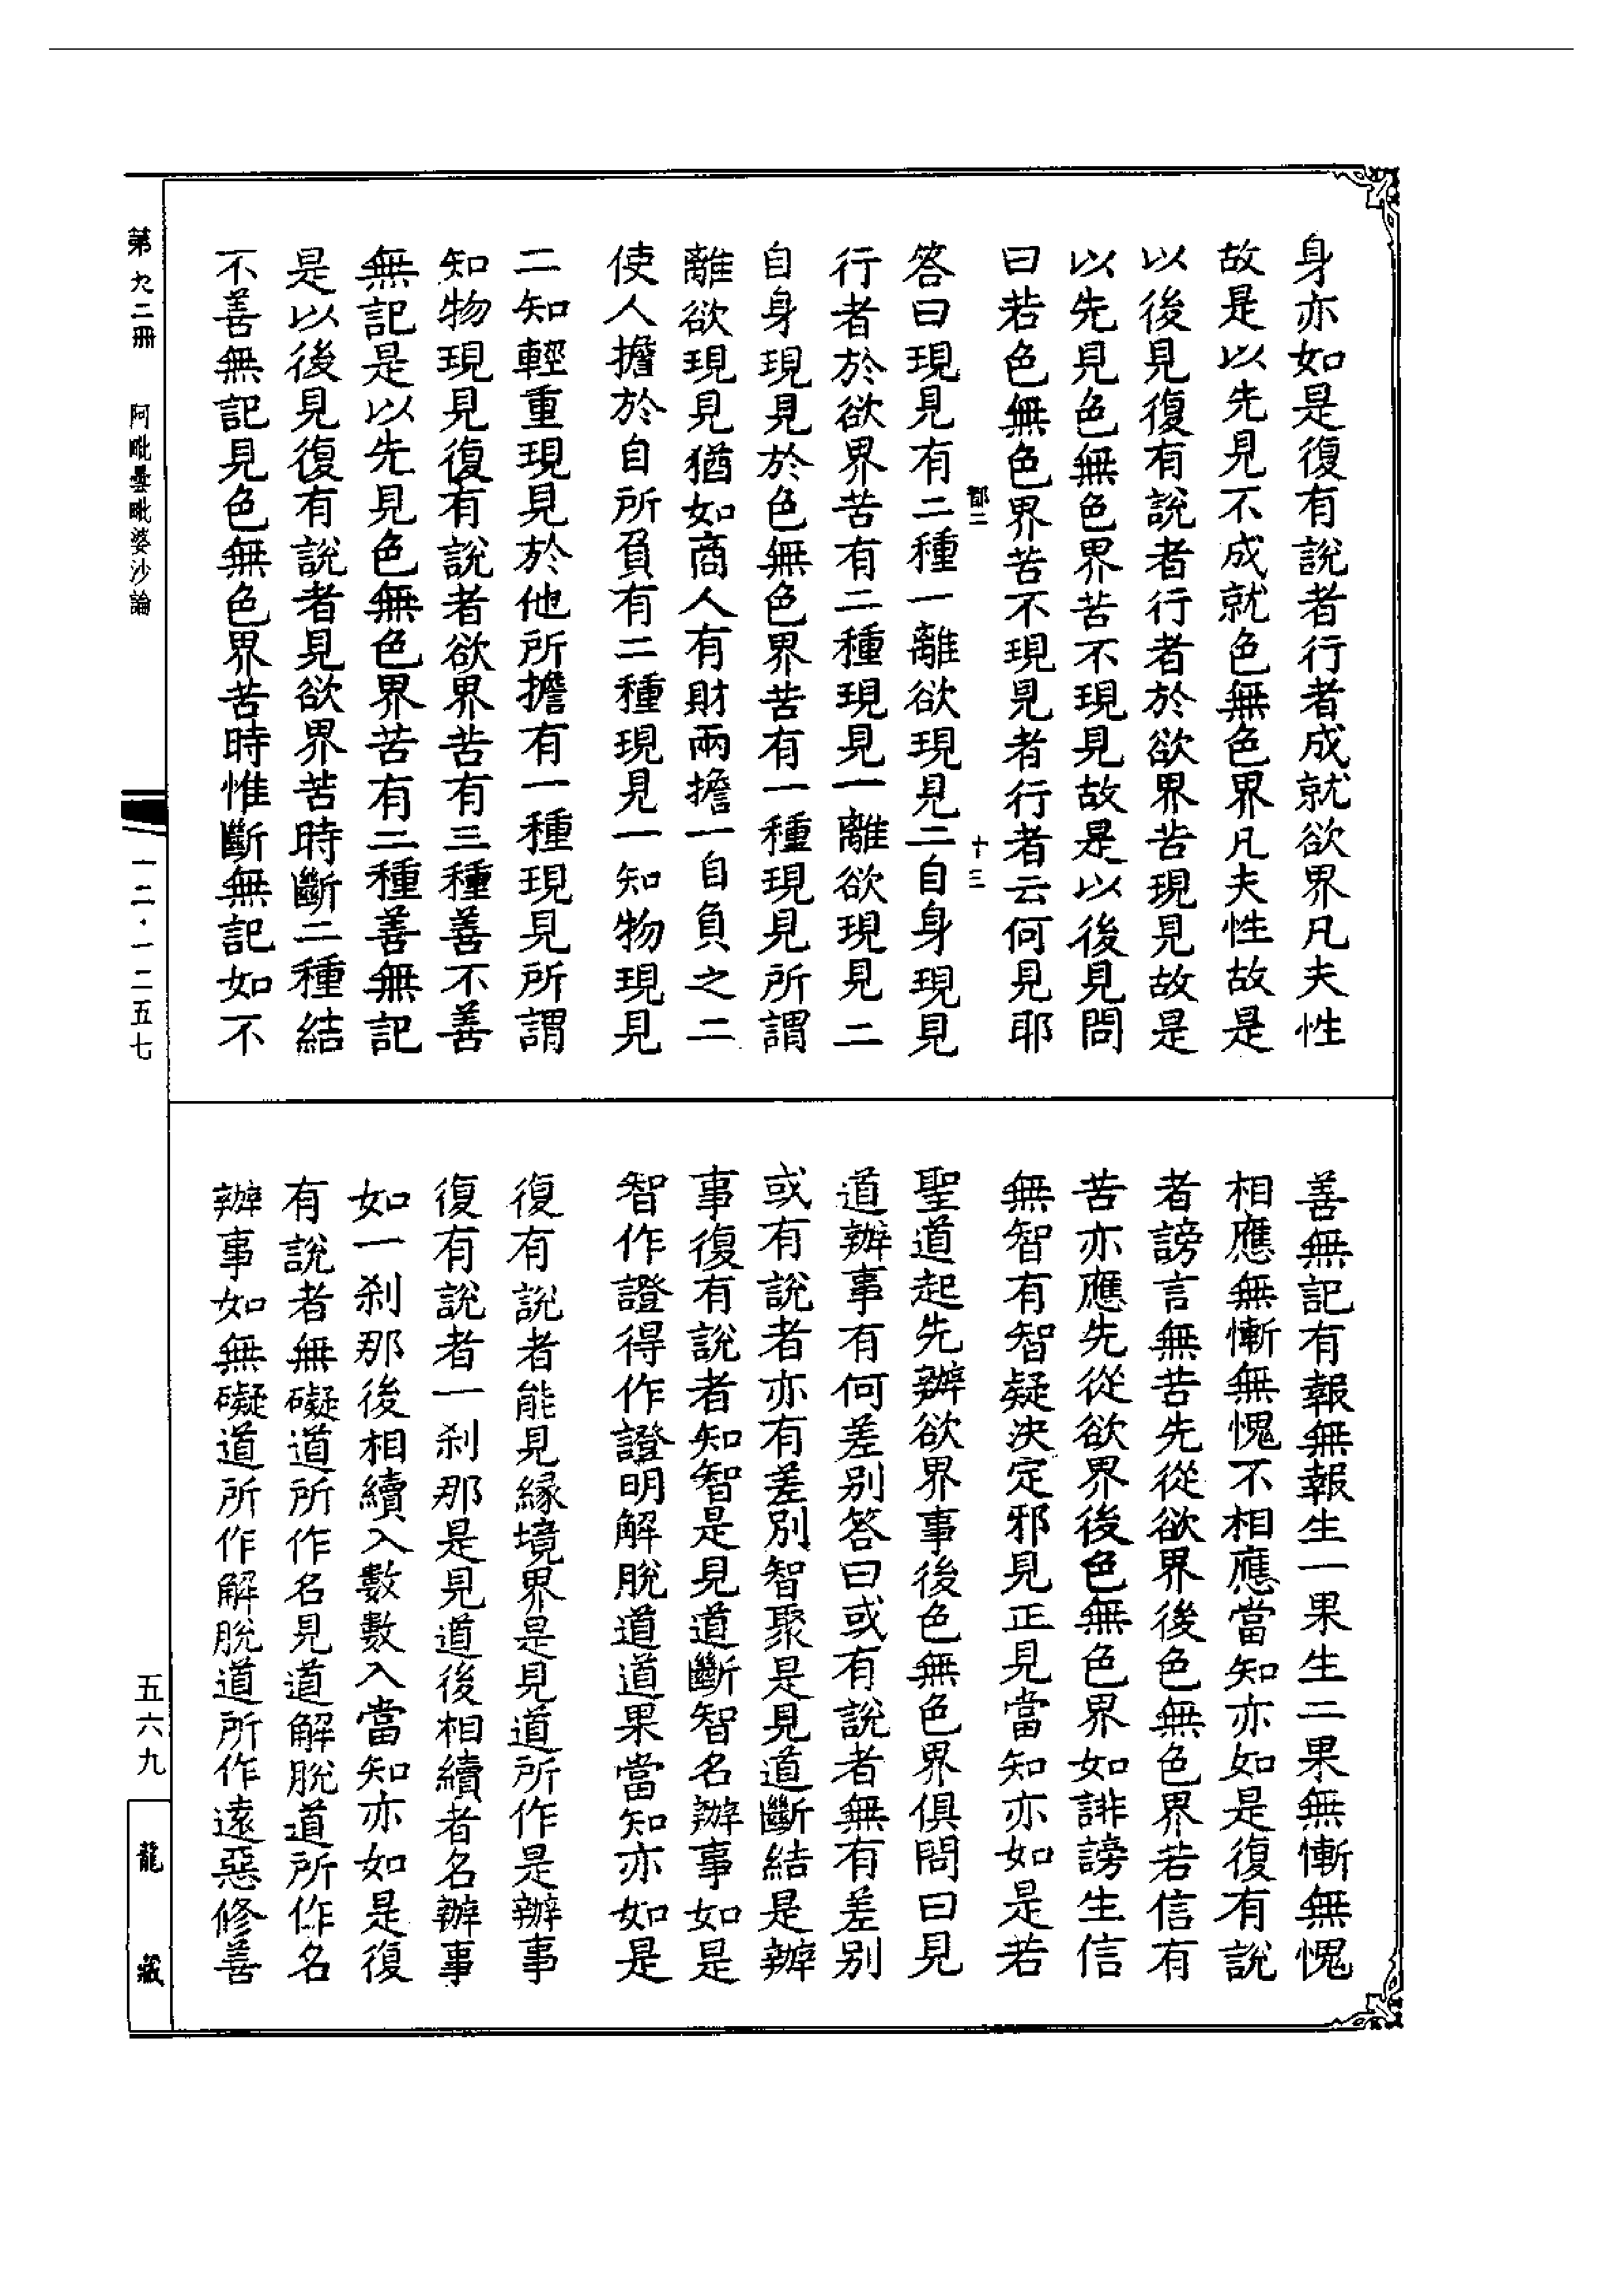 身亦如是復有說者行者成就欲界凡夫性
故是以先見不成就色無色界凡夫性故是
以後見復有說者行者於欲界苦現見故是
以先見色無色界苦不現見故是以後見問
曰若色無色界苦不現見者行者云何見耶
鄣二 十三
答曰現見有二種一離欲現見二自身現見
行者於欲界苦有二種現見一離欲現見二
自身現見於色無色界苦有一種現見所謂
離欲現見猶如商人有財兩擔一自負之二
使人擔於自所負有二種現見一知物現見
二知輕重現見於他所擔有一種現見所謂
知物現見復有說者欲界苦有三種善不善
無記是以先見色無色界苦有二種善無記
是以後見復有說者見欲界苦時斷二種結
不善無記見色無色界苦時惟斷無記如不
善無記有報無報生一果生二果無慚無愧
相應無慚無愧不相應當知亦如是復有說
者謗言無苦先從欲界後色無色界若信有
苦亦應先從欲界後色無色界如誹謗生信
無智有智疑決定邪見正見當知亦如是若
聖道起先辦欲界事後色無色界俱問曰見
道辦事有何差别答曰或有說者無有差别
或有說者亦有差別智聚是見道斷結是辦
事復有說者知智是見道斷智名辦事如是
智作證得作證明解脫道道果當知亦如是
復有說者能見緣境界是見道所作是辦事
復有說者一刹那是見道後相續者名辦事
如一刹那後相續入數數入當知亦如是復
有說者無礙道所作名見道解脫道所作名
辦事如無礙道所作解脫道所作遠惡修善
第九二冊 阿毗曇毗婆沙論
一二·一二五七
五六九
龍藏